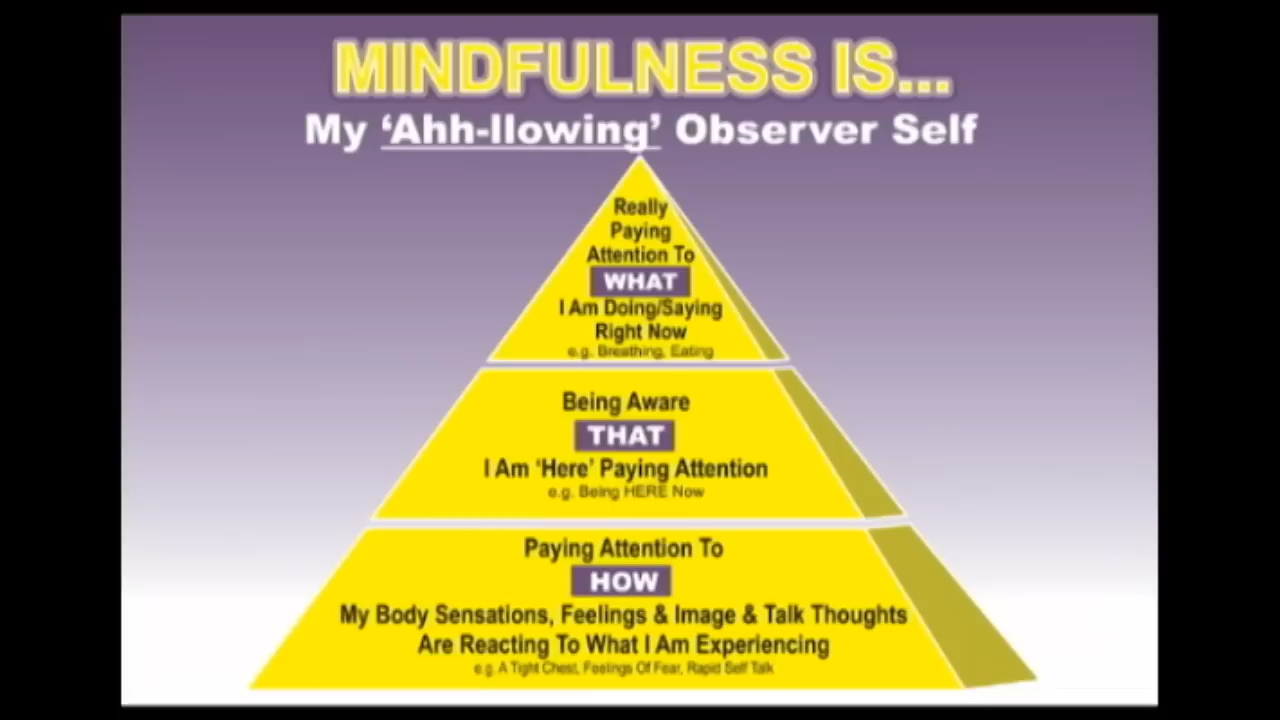 MINDFULNESS IS...
My ‘Ahh-llowing’ Observer Self
Really
Paying
Attention To
WHAT
I Am Doing/Saying
Right Now
e.g. Breathing, Eating
Being Aware
THAT
I Am ‘Here’ Paying Attention
e.g. Being HERE Now
Paying Attention To
HOW
My Body Sensations, Feelings & Image & Talk Thoughts
Are Reacting To What I Am Experiencing
e.g. A Tight Chest, Feelings Of Fear, Rapid Self Talk